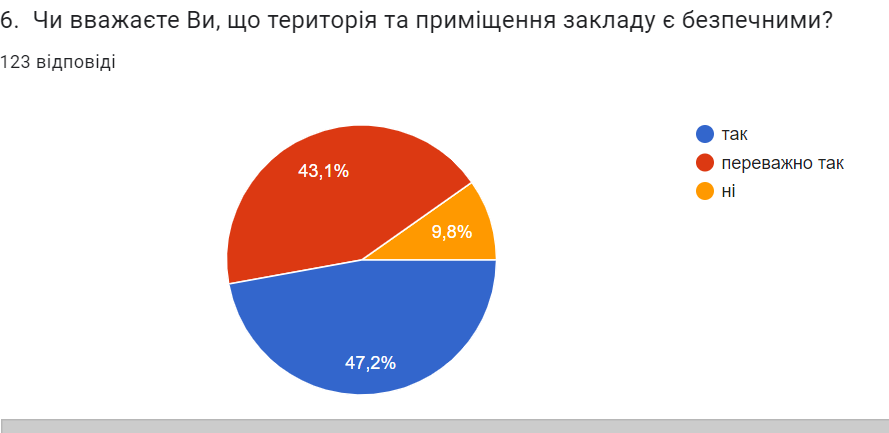 6. Чи вважаєте Ви, що територія та приміщення закладу є безпечними?
123 відповіді
так
43,1%
переважно так
ні
9,8%
47,2%